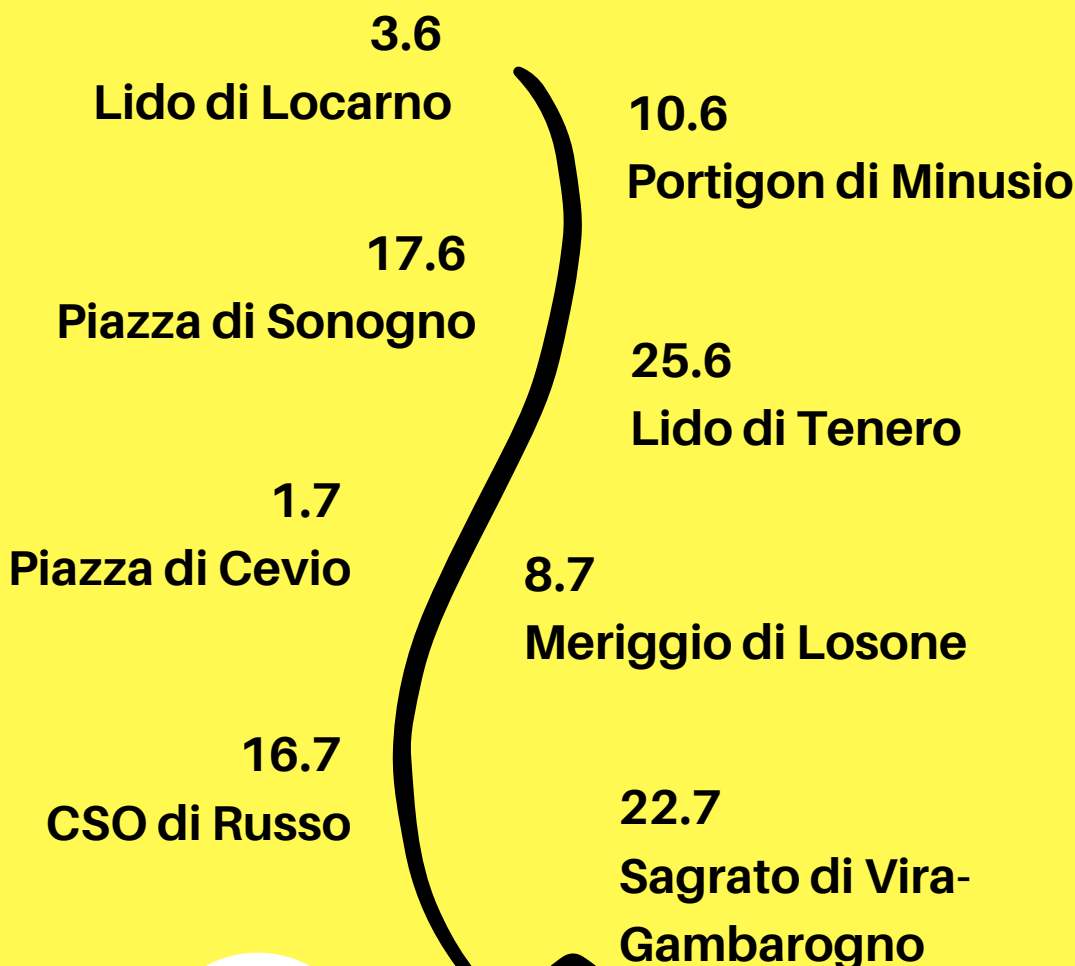 3.6
Lido di Locarno
10.6
Portigon di Minusio
17.6
Piazza di Sonogno
25.6
Lido di Tenero
1.7
Piazza di Cevio
8.7
Meriggio di Losone
16.7
CSO di Russo
22.7
Sagrato di Vira-
Gambarogno